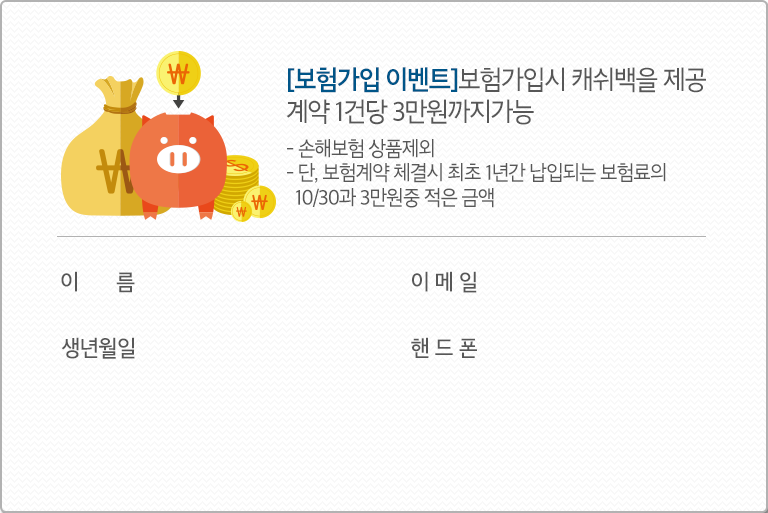 ₩
[보험가입 이벤트]보험가입시 캐쉬백을 제공
계약 1건당 3만원까지가능
- 손해보험 상품제외
- 단, 보험계약 체결시 최초 1년간 납입되는 보험료의
10/30과 3만원중 적은 금액
₩
$
₩
₩
이 름
이 메 일
생년월일
핸 드 폰